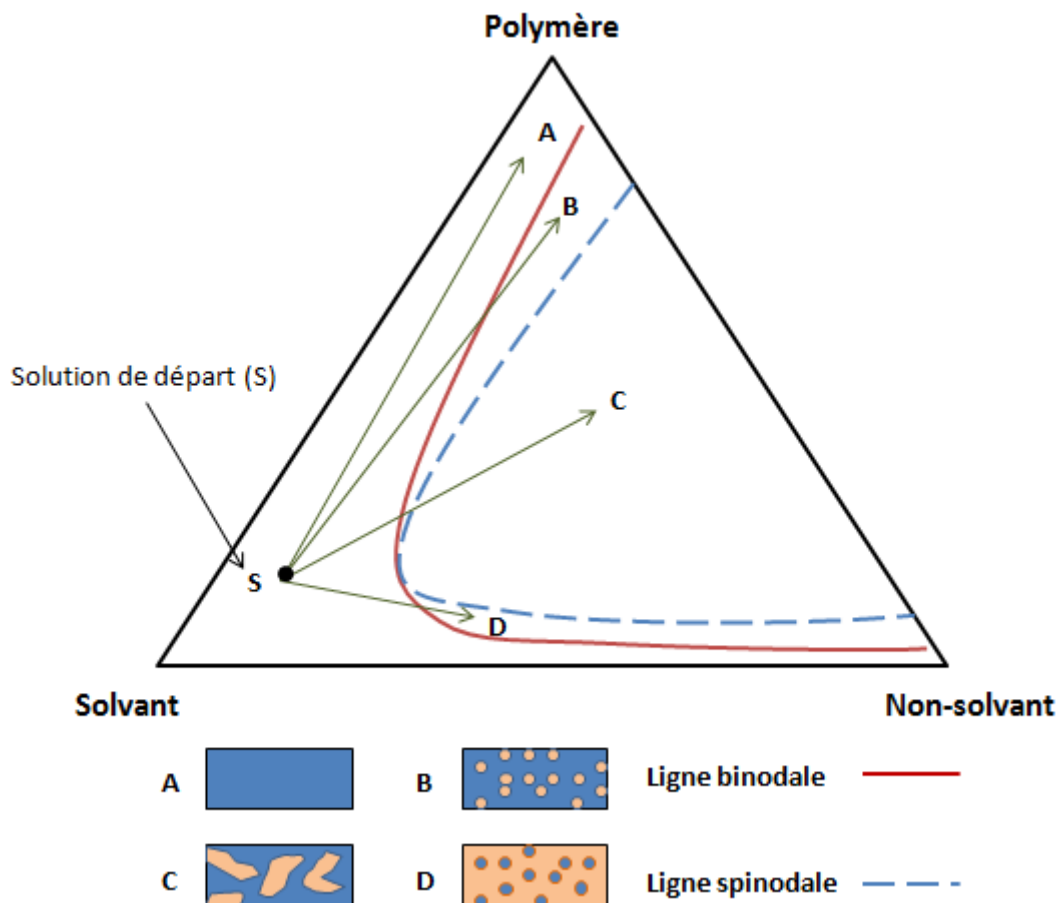 Polymère
A
B
Solution de départ (S)
C
S
D
Solvant
Non-solvant
A
B
Ligne binodale
C
D
Ligne spinodale